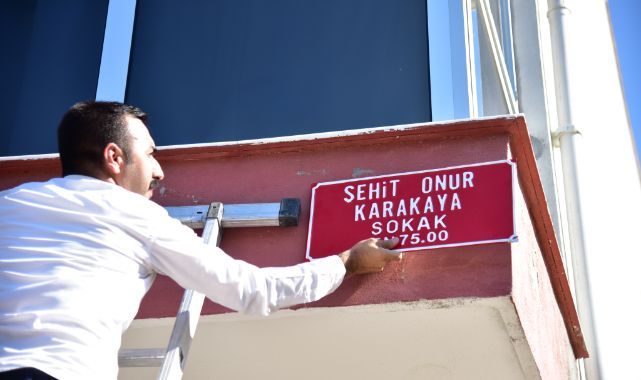 ŞEHİT ONUR
KARAKAYA
SOKAK
75.00